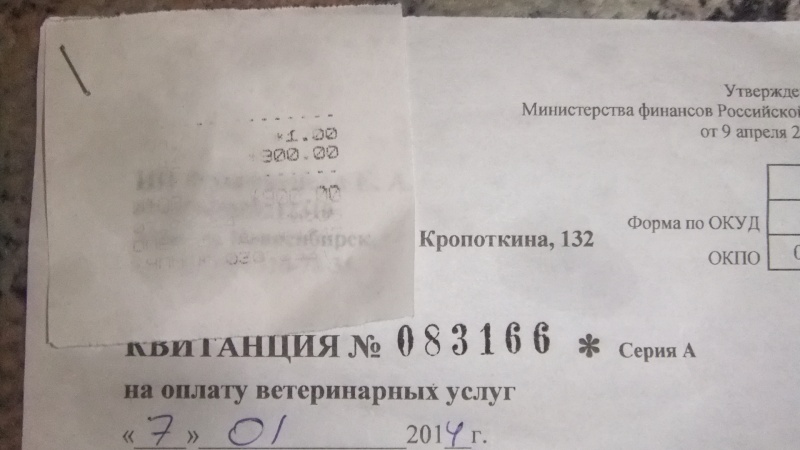 *1.00
300.00
Утвержде
Министерства финансов Российской
от 9 апреля 2
Форма по ОКУД
Кропоткина, 132
ОКПО 0
КВИТАНЦИЯ № 083166 * Серия А
на оплату ветеринарных услуг
«7» 01 2014 г.